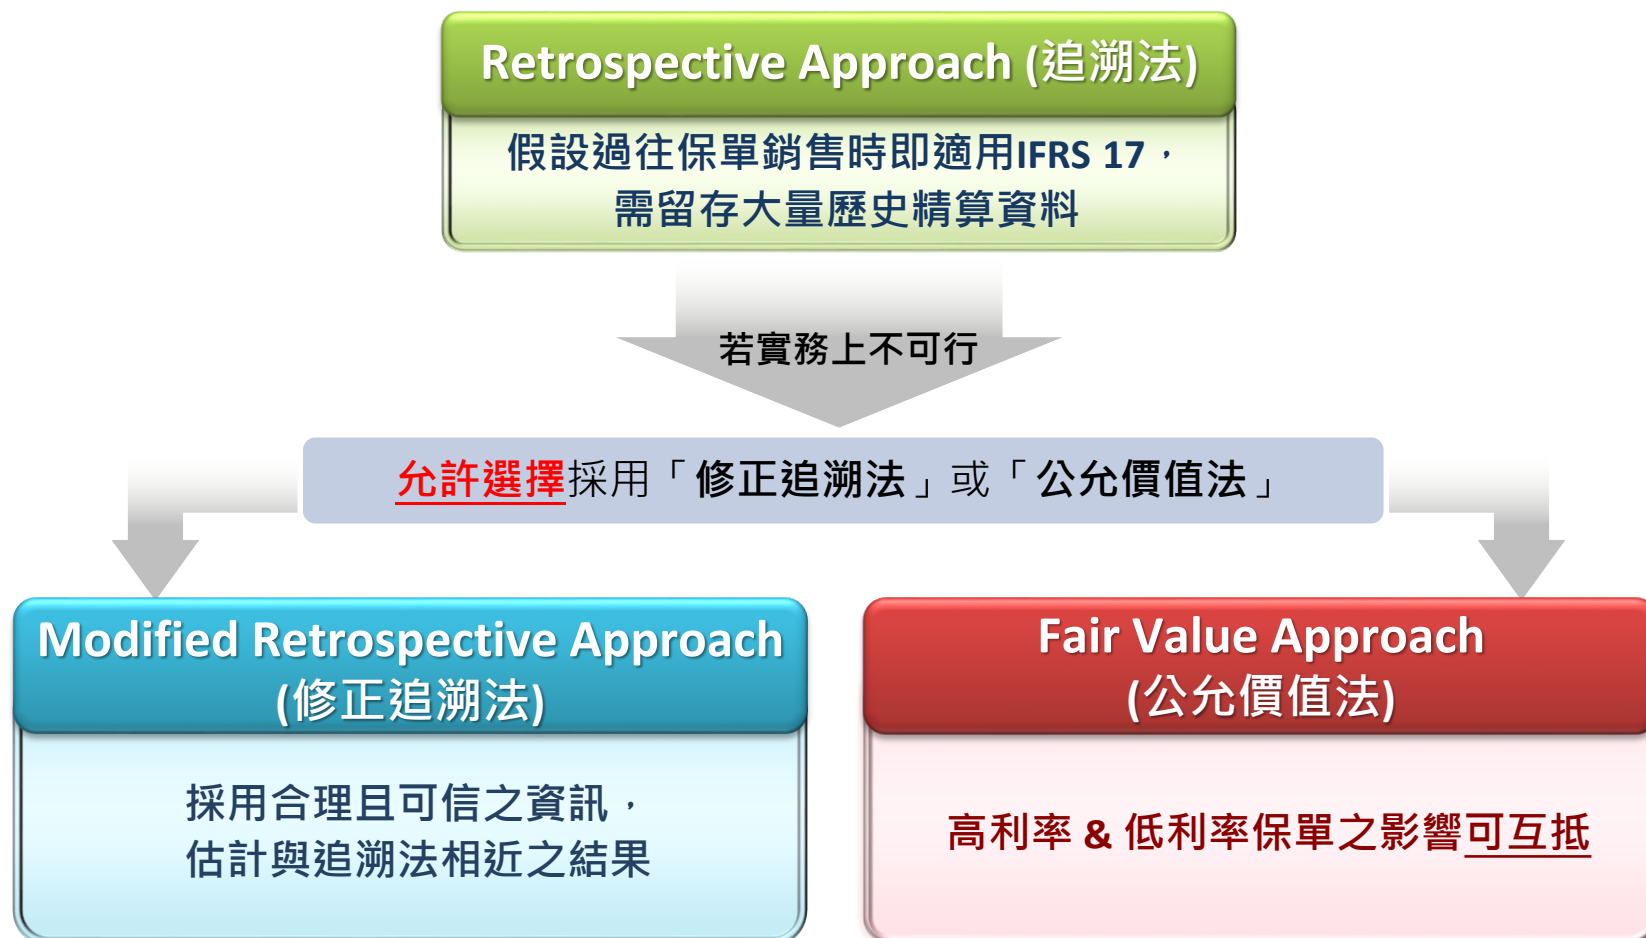 Retrospective Approach (追溯法)
假設過往保單銷售時即適用IFRS 17，
需留存大量歷史精算資料
若實務上不可行
允許選擇採用「修正追溯法」或「公允價值法」
Modified Retrospective Approach
(修正追溯法)
採用合理且可信之資訊，
估計與追溯法相近之結果
Fair Value Approach
(公允價值法)
高利率 & 低利率保單之影響可互抵